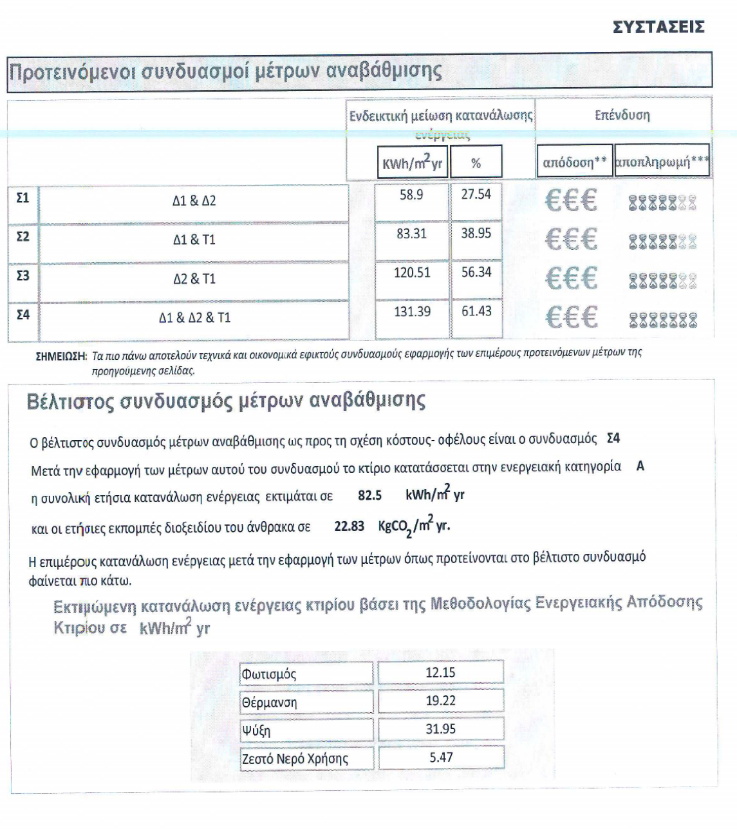 ΣΥΣΤΑΣΕΙΣ
Προτεινόμενοι συνδυασμοί μέτρων αναβάθμισης
Ενδεικτική μείωση κατανάλωσης ενέργειας
Επένδυση
KWh/m² yr % απόδοση** αποπληρωμή***
Σ1 Δ1 & Δ2 58.9 27.54 €€€
Σ2 Δ1 & Τ1 83.31 38.95 €€€
Σ3 Δ2 & Τ1 120.51 56.34 €€€
Σ4 Δ1 & Δ2 & Τ1 131.39 61.43 €€€
ΣΗΜΕΙΩΣΗ: Τα πιο πάνω αποτελούν τεχνικά και οικονομικά εφικτούς συνδυασμούς εφαρμογής των επιμέρους προτεινόμενων μέτρων της
προηγούμενης σελίδας.
Βέλτιστος συνδυασμός μέτρων αναβάθμισης
Ο βέλτιστος συνδυασμός μέτρων αναβάθμισης ως προς τη σχέση κόστους- οφέλους είναι ο συνδυασμός Σ4
Μετά την εφαρμογή των μέτρων αυτού του συνδυασμού το κτίριο κατατάσσεται στην ενεργειακή κατηγορία Α
η συνολική ετήσια κατανάλωση ενέργειας εκτιμάται σε 82.5 kWh/m² yr
και οι ετήσιες εκπομπές διοξειδίου του άνθρακα σε 22.83 KgCO₂/m² yr.
Η επιμέρους κατανάλωση ενέργειας μετά την εφαρμογή των μέτρων όπως προτείνονται στο βέλτιστο συνδυασμό
φαίνεται πιο κάτω.
Εκτιμώμενη κατανάλωση ενέργειας κτιρίου βάσει της Μεθοδολογίας Ενεργειακής Απόδοσης
Κτιρίου σε kWh/m² yr
Φωτισμός 12.15
Θέρμανση 19.22
Ψύξη 31.95
Ζεστό Νερό Χρήσης 5.47